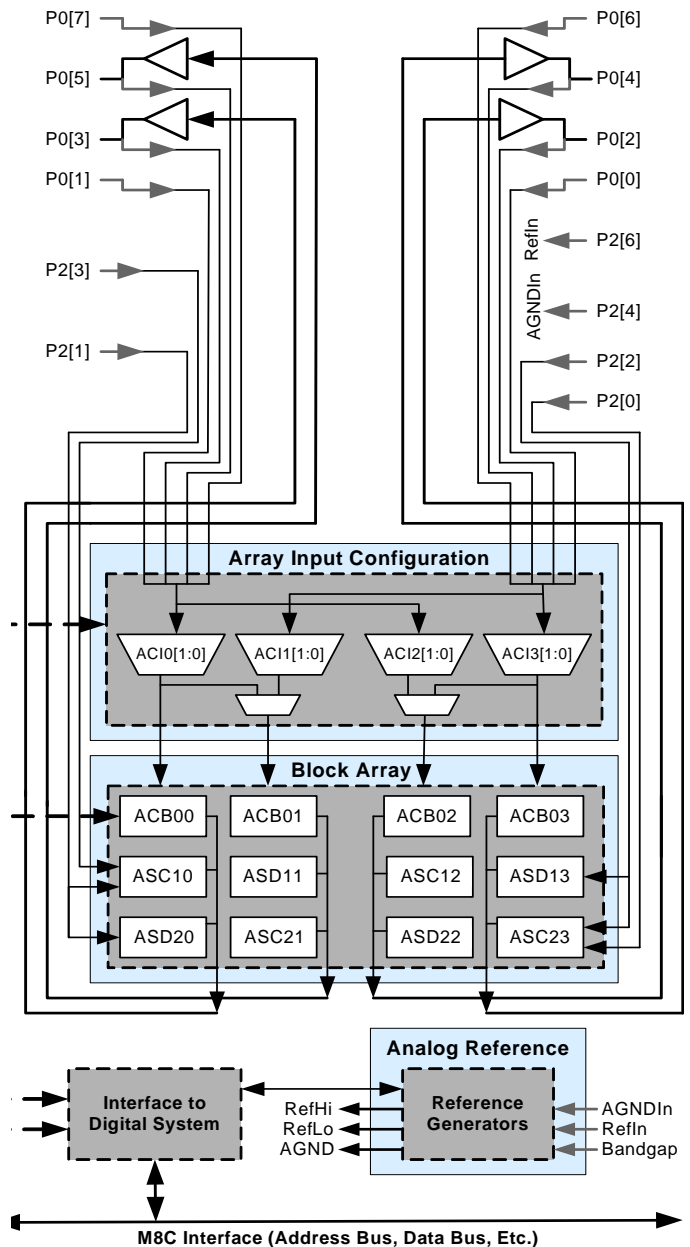 P0[7]
P0[6]
P0[5]
P0[4]
P0[3]
P0[2]
P0[1]
P0[0]
P2[6]
RefIn
P2[3]
AGNDIn
P2[4]
P2[1]
P2[2]
P2[0]
Array Input Configuration
ACI0[1:0]
ACI1[1:0]
ACI2[1:0]
ACI3[1:0]
Block Array
ACB00
ACB01
ACB02
ACB03
ASC10
ASD11
ASC12
ASD13
ASD20
ASC21
ASD22
ASC23
Analog Reference
Interface to
Digital System
RefHi
RefLo
AGND
Reference
Generators
AGNDIn
RefIn
Bandgap
M8C Interface (Address Bus, Data Bus, Etc.)